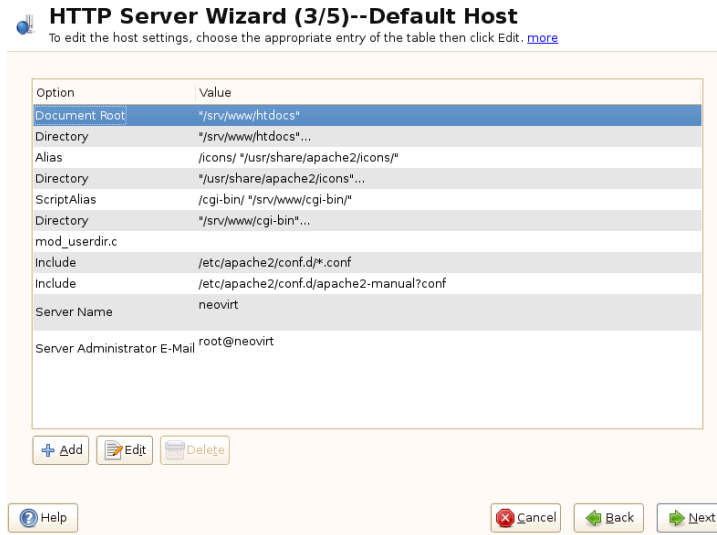 HTTP Server Wizard (3/5)--Default Host
To edit the host settings, choose the appropriate entry of the table then click Edit. more
Option Value
Document Root "/srv/www/htdocs"
Directory "/srv/www/htdocs"...
Alias /icons/ "/usr/share/apache2/icons/"
Directory "/usr/share/apache2/icons"...
ScriptAlias /cgi-bin/ "/srv/www/cgi-bin/"
Directory "/srv/www/cgi-bin"...
mod_userdir.c
Include /etc/apache2/conf.d/*.conf
Include /etc/apache2/conf.d/apache2-manual?conf
Server Name neovirt
Server Administrator E-Mail root@neovirt
Add Edit Delete
Help Cancel Back Next